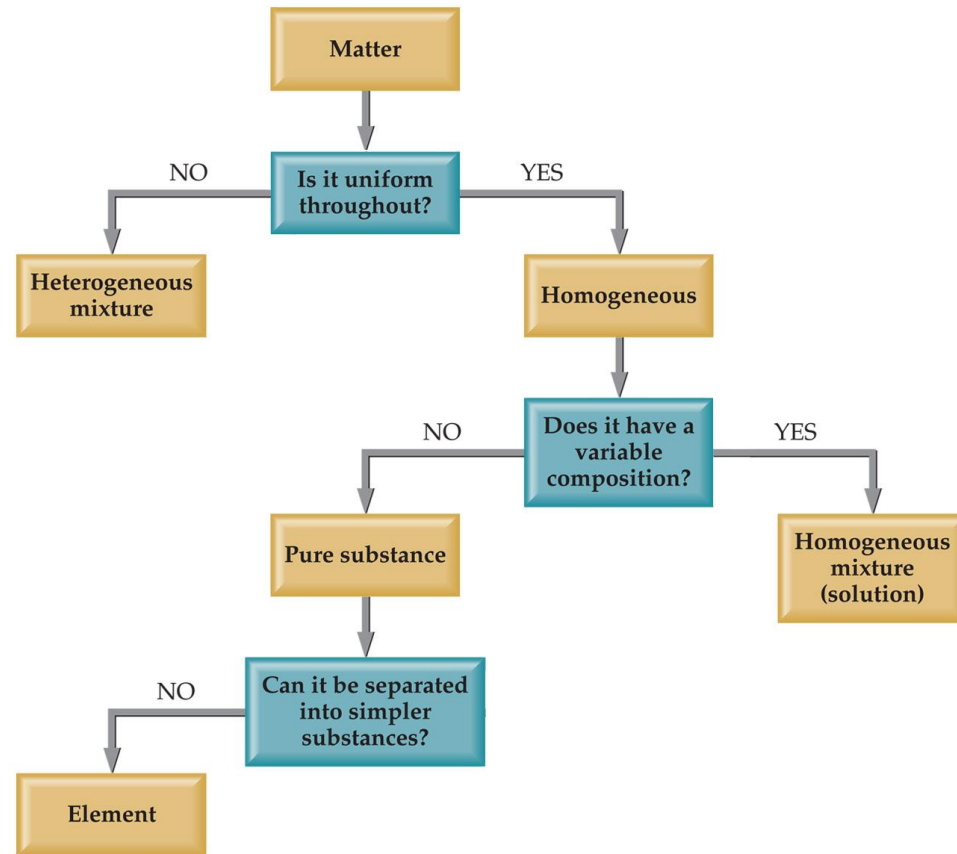 Matter
NO
YES
Is it uniform
throughout?
Heterogeneous
mixture
Homogeneous
NO
YES
Does it have a
variable
composition?
Pure substance
Homogeneous
mixture
(solution)
NO
Can it be separated
into simpler
substances?
Element